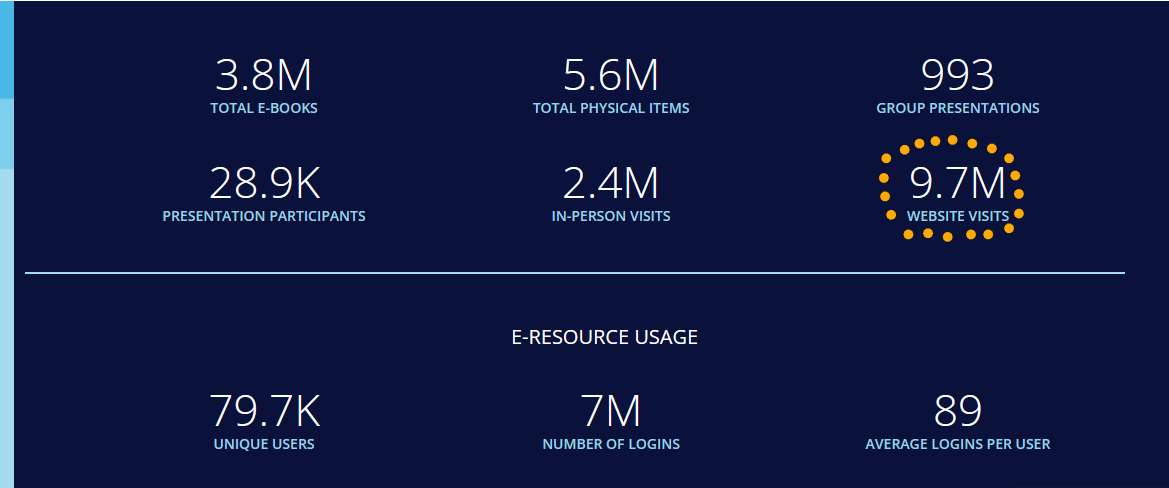 3.8M
TOTAL E-BOOKS
5.6M
TOTAL PHYSICAL ITEMS
993
GROUP PRESENTATIONS
28.9K
PRESENTATION PARTICIPANTS
2.4M
IN-PERSON VISITS
9.7M
WEBSITE VISITS
E-RESOURCE USAGE
79.7K
UNIQUE USERS
7M
NUMBER OF LOGINS
89
AVERAGE LOGINS PER USER